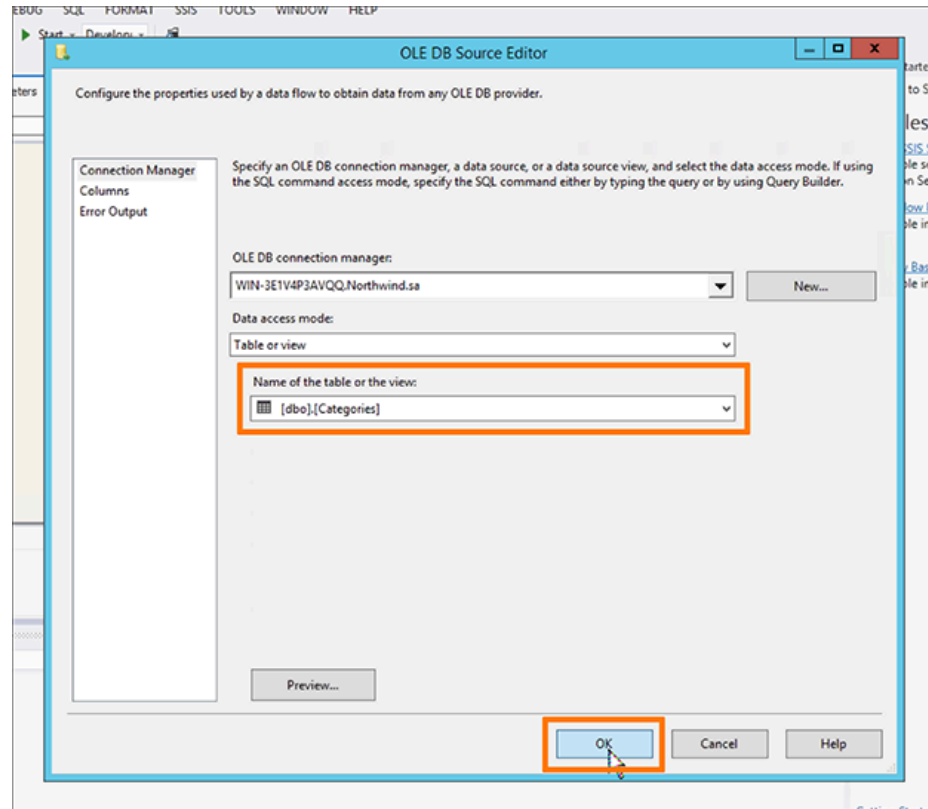 EBUG SQL FORMAT SSIS TOOLS WINDOW HELP
Start Develop
OLE DB Source Editor
Configure the properties used by a data flow to obtain data from any OLE DB provider.
Connection Manager
Columns
Error Output
Specify an OLE DB connection manager, a data source, or a data source view, and select the data access mode. If using
the SQL command access mode, specify the SQL command either by typing the query or by using Query Builder.
OLE DB connection manager:
WIN-3E1V4P3AVQQ.Northwind.sa
New...
Data access mode:
Table or view
Name of the table or the view:
[dbo].[Categories]
Preview...
OK
Cancel
Help